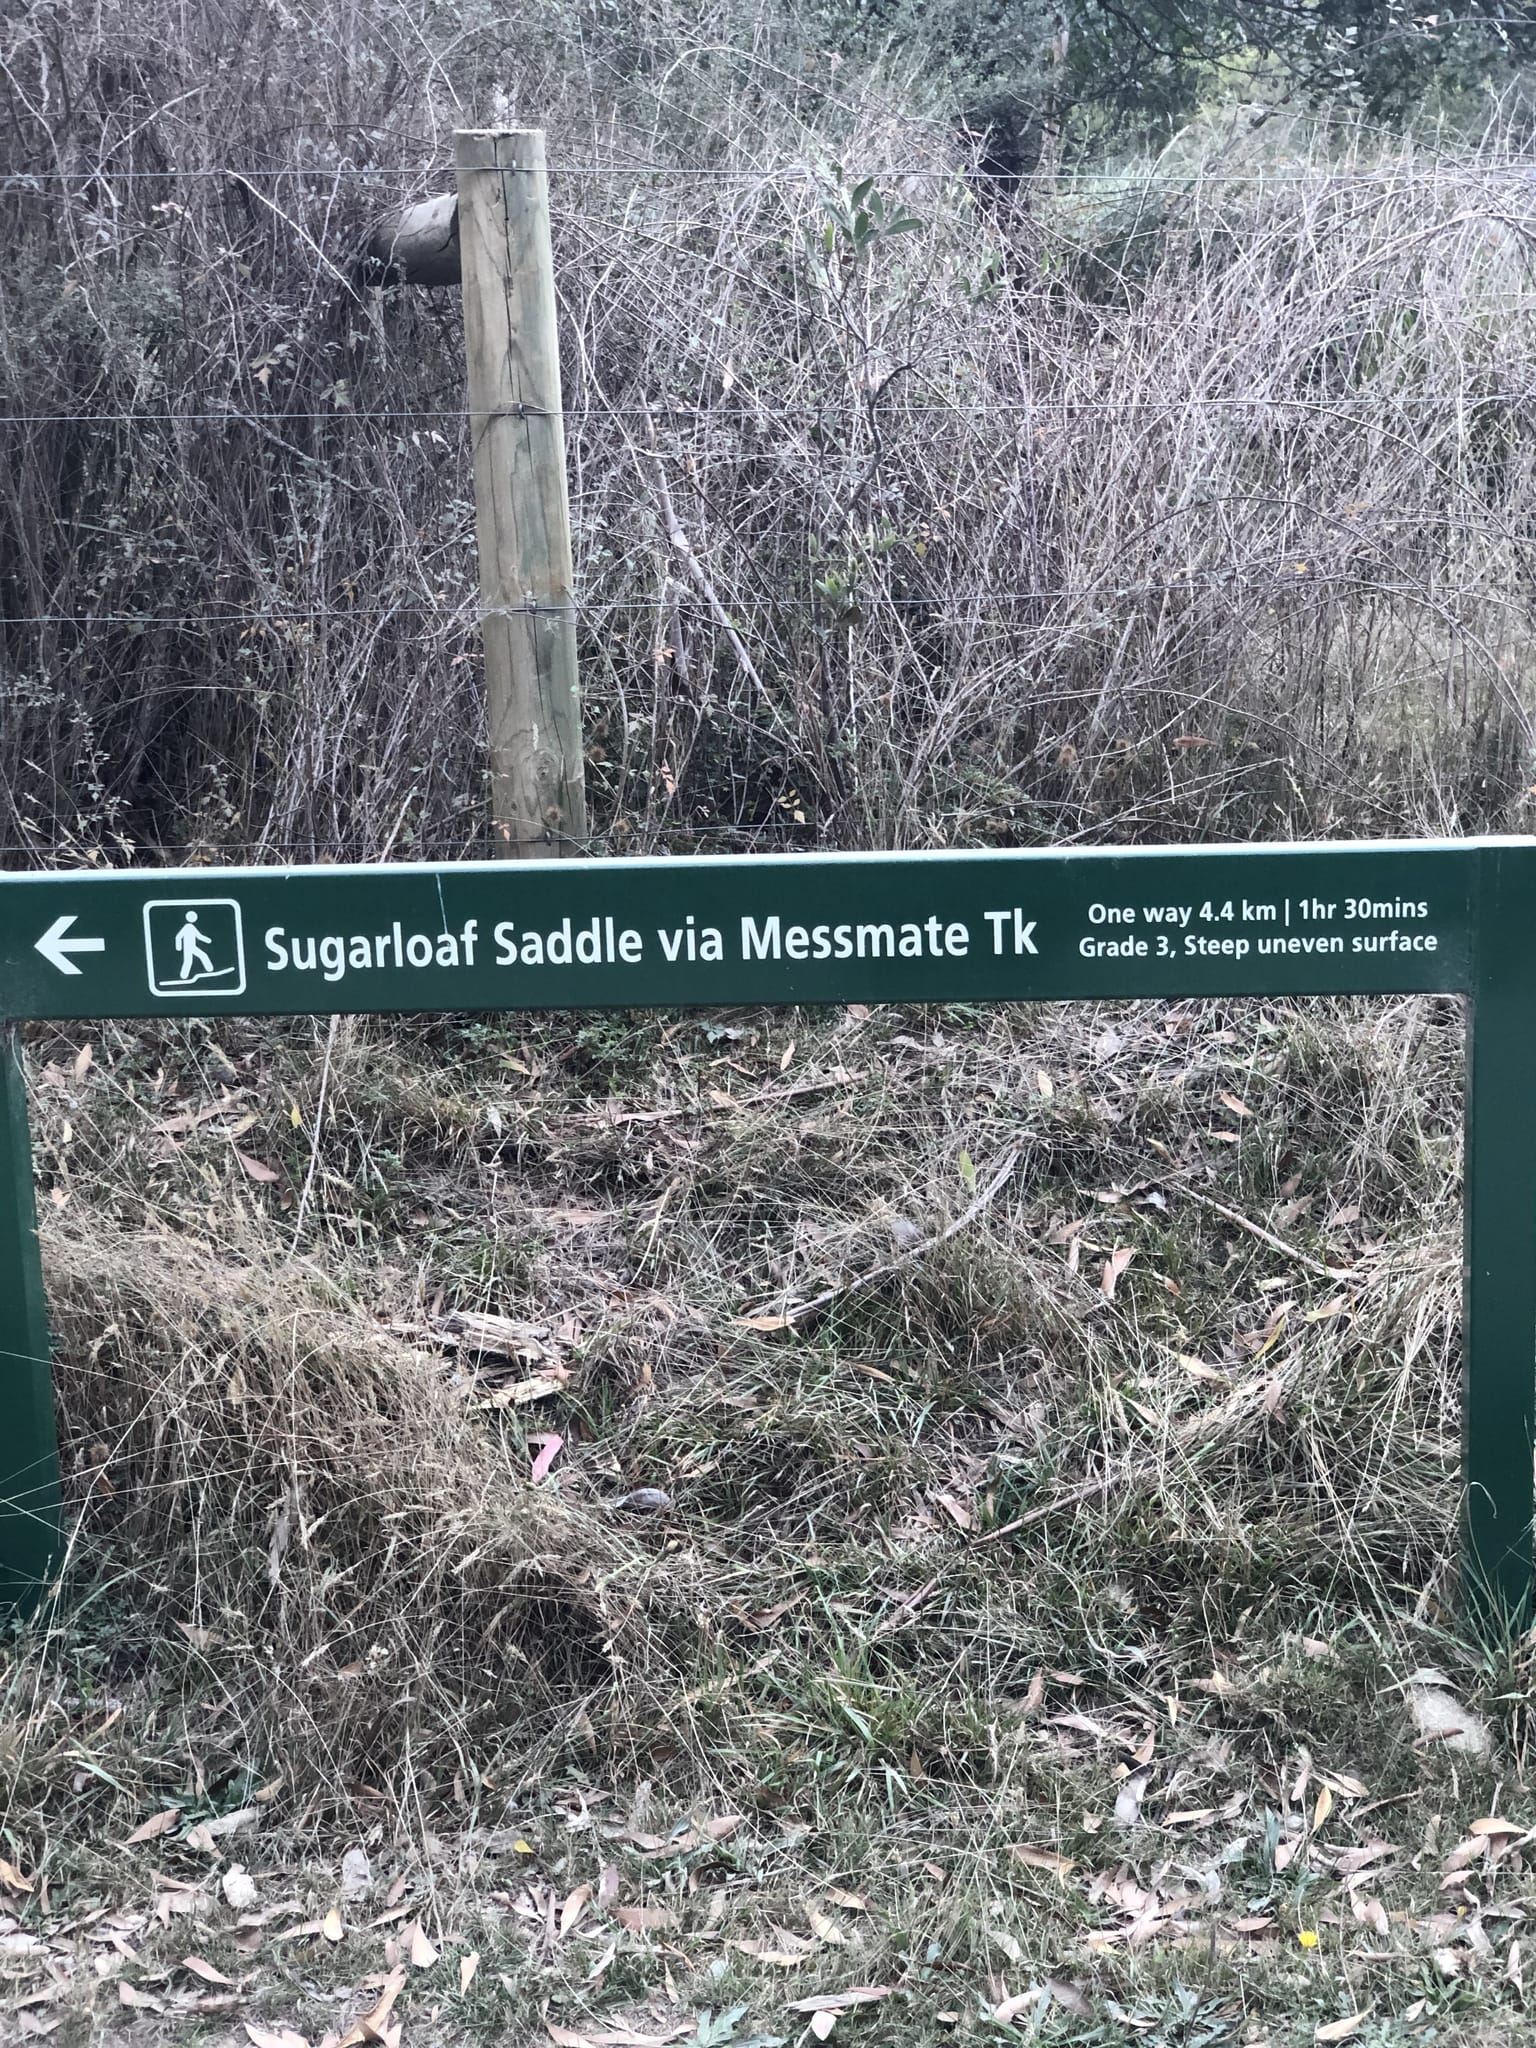 Sugarloaf Saddle via Messmate Tk
One way 4.4 km | 1hr 30mins
Grade 3, Steep uneven surface